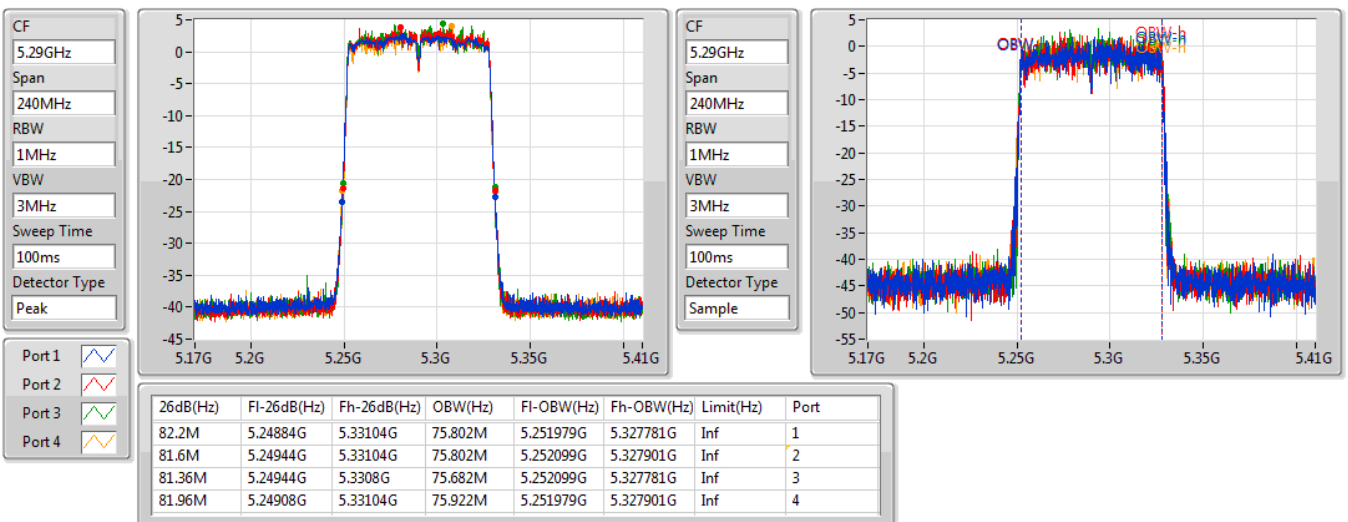 CF
5.29GHz
Span
240MHz
RBW
1MHz
VBW
3MHz
Sweep Time
100ms
Detector Type
Peak
5-
0-
-5-
-10-
-15-
-20-
-25-
-30-
-35-
-40-
-45-
5.17G 5.2G 5.25G 5.3G 5.35G 5.41G
CF
5.29GHz
Span
240MHz
RBW
1MHz
VBW
3MHz
Sweep Time
100ms
Detector Type
Sample
5-
0-
-5-
-10-
-15-
-20-
-25-
-30-
-35-
-40-
-45-
-50-
-55-
OBW-h
5.17G 5.2G 5.25G 5.3G 5.35G 5.41G
Port 1
Port 2
Port 3
Port 4
26dB(Hz) Fl-26dB(Hz) Fh-26dB(Hz) OBW(Hz) Fl-OBW(Hz) Fh-OBW(Hz) Limit(Hz) Port
82.2M 5.24884G 5.33104G 75.802M 5.251979G 5.327781G Inf 1
81.6M 5.24944G 5.33104G 75.802M 5.252099G 5.327901G Inf 2
81.36M 5.24944G 5.3308G 75.682M 5.252099G 5.327781G Inf 3
81.96M 5.24908G 5.33104G 75.922M 5.251979G 5.327901G Inf 4